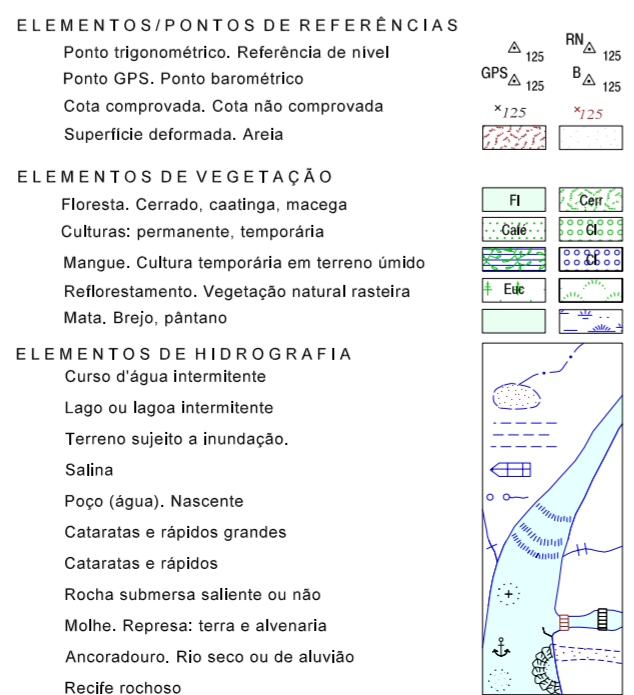 ELEMENTOS/PONTOS DE REFERÊNCIAS
Ponto trigonométrico. Referência de nível
125 RN 125
Ponto GPS. Ponto barométrico
GPS 125 B 125
Cota comprovada. Cota não comprovada
×125 ×125
Superfície deformada. Areia
ELEMENTOS DE VEGETAÇÃO
Floresta. Cerrado, caatinga, macega
Fl Cerr
Culturas: permanente, temporária
Café Cl
Mangue. Cultura temporária em terreno úmido
Cl
Reflorestamento. Vegetação natural rasteira
Euc
Mata. Brejo, pântano
ELEMENTOS DE HIDROGRAFIA
Curso d'água intermitente
Lago ou lagoa intermitente
Terreno sujeito a inundação.
Salina
Poço (água). Nascente
Cataratas e rápidos grandes
Cataratas e rápidos
Rocha submersa saliente ou não
Molhe. Represa: terra e alvenaria
Ancoradouro. Rio seco ou de aluvião
Recife rochoso